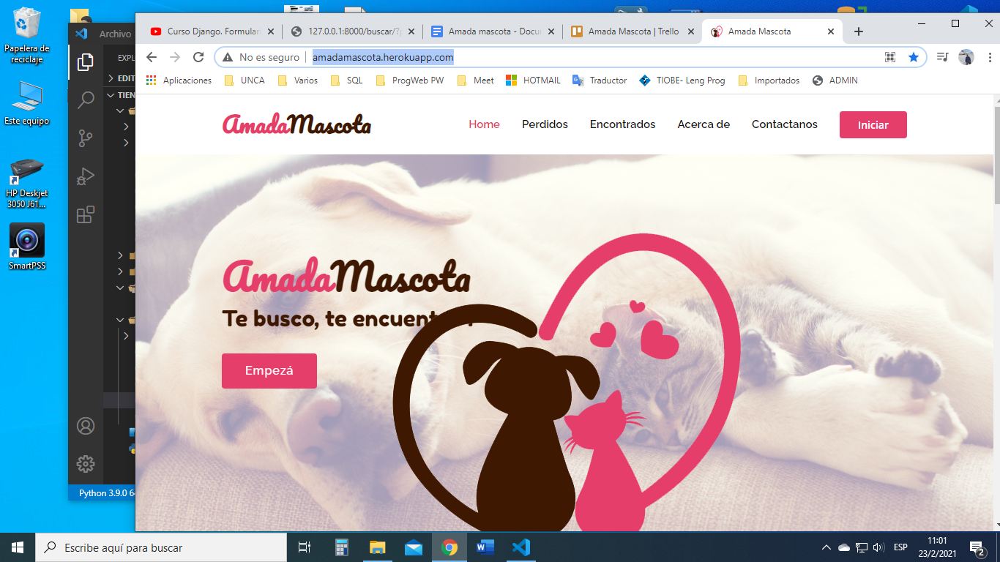 Papelera de
reciclaje
Este equipo
HP Deskjet
3050 J61...
SmartPSS
Archivo
EXPL
EDIT
TIEN
Python 3.9.0 64
Curso Django. Formular
127.0.0.1:8000/buscar/?p
Amada mascota - Docu
Amada Mascota | Trello
Amada Mascota
No es seguro
amadamascota.herokuapp.com
Aplicaciones
UNCA
Varios
SQL
ProgWeb PW
Meet
HOTMAIL
Traductor
TIOBE- Leng Prog
Importados
ADMIN
AmadaMascota
Home
Perdidos
Encontrados
Acerca de
Contactanos
Iniciar
AmadaMascota
Te busco, te
Empezá
Escribe aquí para buscar
ESP
11:01
23/2/2021
2